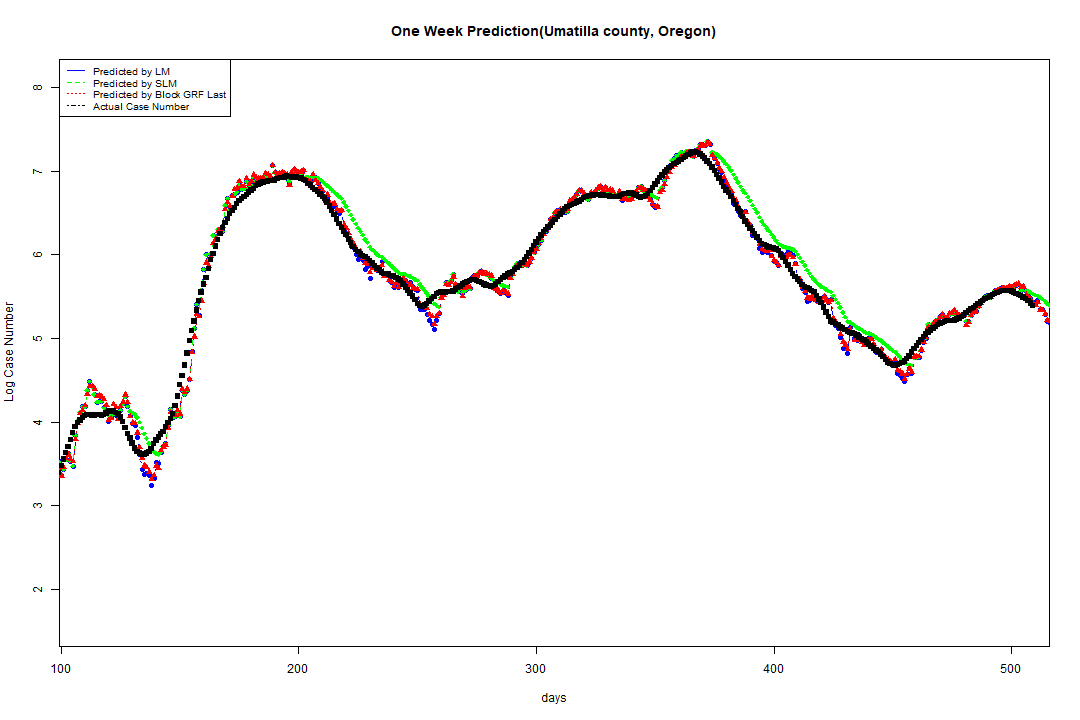 One Week Prediction(Umatilla county, Oregon)
Predicted by LM
Predicted by SLM
Predicted by Block GRF Last
Actual Case Number
8
7
6
5
4
3
2
Log Case Number
100 200 300 400 500
days